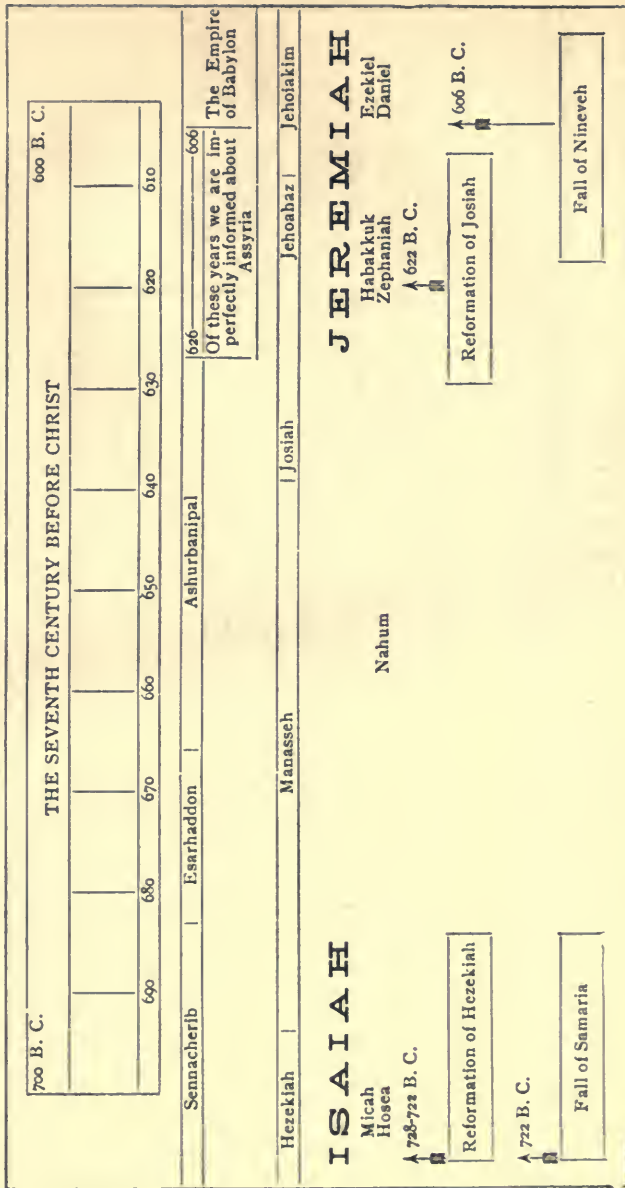 THE SEVENTH CENTURY BEFORE CHRIST
700 B. C.
600 B. C.
690 680 670 660 650 640 630 620 610
Sennacherib | Esarhaddon | Ashurbanipal
626——606
Of these years we are im-
perfectly informed about
Assyria
The Empire
of Babylon
Hezekiah | Manasseh | Josiah | Jehoahaz | Jehoiakim
ISAIAH
Micah
Hosea
728-722 B. C.
Reformation of Hezekiah
722 B. C.
Fall of Samaria
Nahum
JEREMIAH
Habakkuk
Zephaniah
Ezekiel
Daniel
622 B. C.
Reformation of Josiah
606 B. C.
Fall of Nineveh